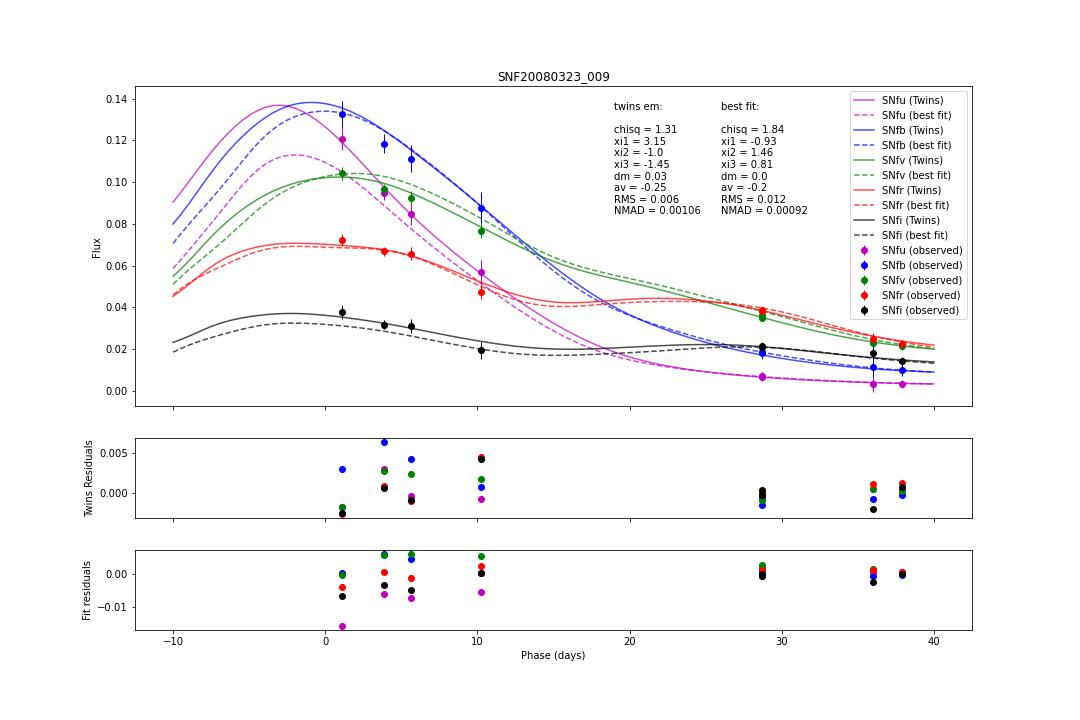 SNF20080323_009
0.14
0.12
0.10
0.08
0.06
0.04
0.02
0.00
Flux
twins em:
chisq = 1.31
xi1 = 3.15
xi2 = -1.0
xi3 = -1.45
dm = 0.03
av = -0.25
RMS = 0.006
NMAD = 0.00106
best fit:
chisq = 1.84
xi1 = -0.93
xi2 = 1.46
xi3 = 0.81
dm = 0.0
av = -0.2
RMS = 0.012
NMAD = 0.00092
SNfu (Twins)
SNfu (best fit)
SNfb (Twins)
SNfb (best fit)
SNfv (Twins)
SNfv (best fit)
SNfr (Twins)
SNfr (best fit)
SNfi (Twins)
SNfi (best fit)
SNfu (observed)
SNfb (observed)
SNfv (observed)
SNfr (observed)
SNfi (observed)
0.005
0.000
Twins Residuals
0.00
−0.01
Fit residuals
−10
0
10
20
30
40
Phase (days)